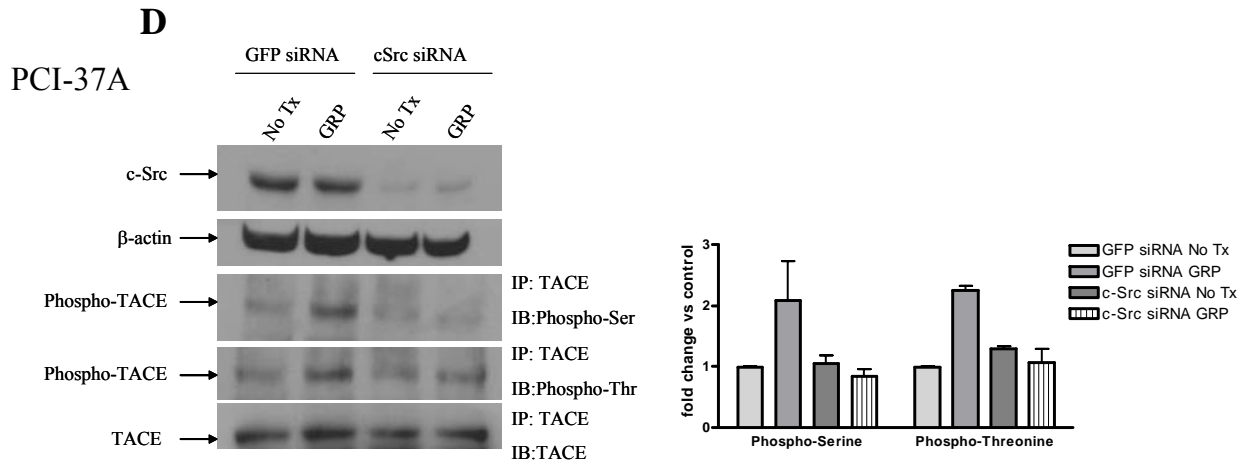 D
PCI-37A
GFP siRNA cSrc siRNA
No Tx GRP No Tx GRP
c-Src
β-actin
Phospho-TACE
IP: TACE
IB:Phospho-Ser
Phospho-TACE
IP: TACE
IB:Phospho-Thr
TACE
IP: TACE
IB:TACE
fold change vs control
3
2
1
0
Phospho-Serine Phospho-Threonine
GFP siRNA No Tx
GFP siRNA GRP
c-Src siRNA No Tx
c-Src siRNA GRP